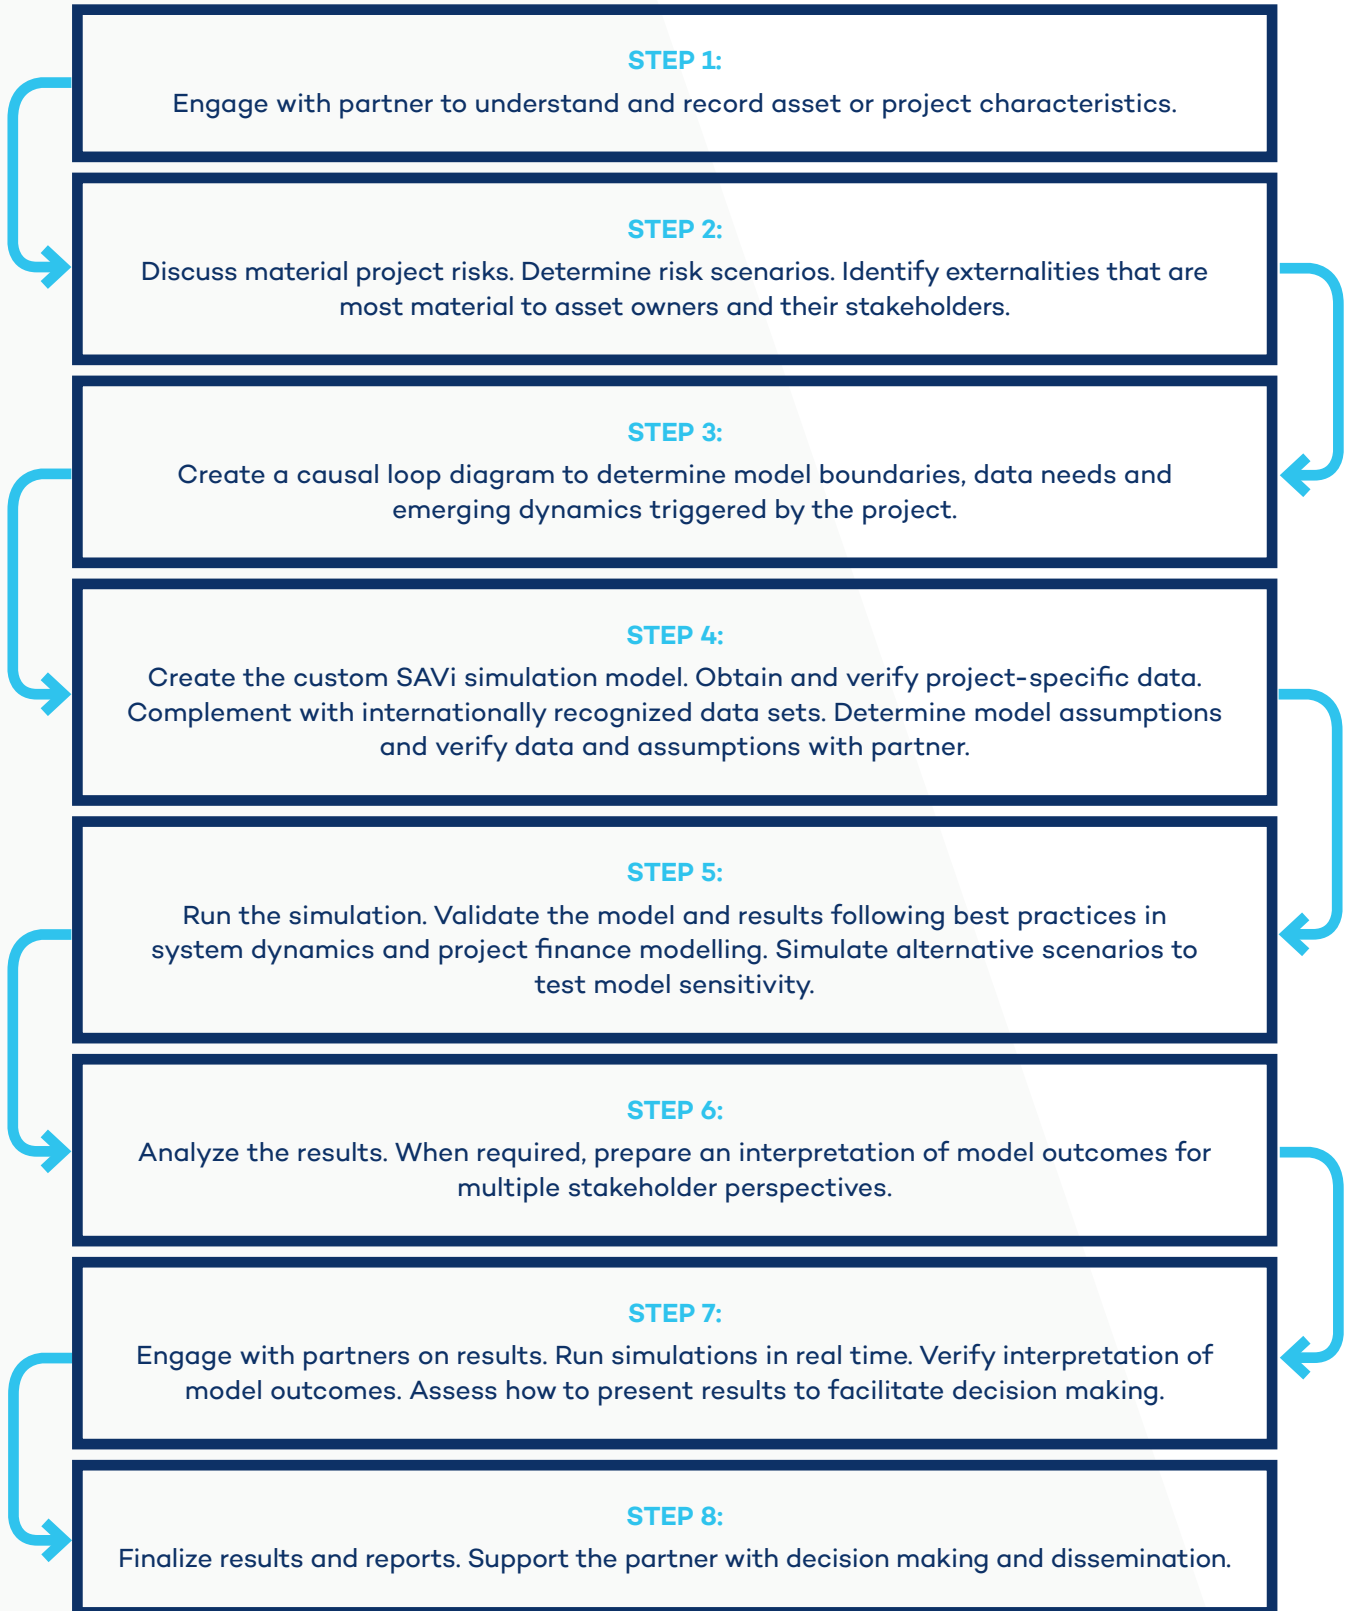 STEP 1:
Engage with partner to understand and record asset or project characteristics.
STEP 2:
Discuss material project risks. Determine risk scenarios. Identify externalities that are
most material to asset owners and their stakeholders.
STEP 3:
Create a causal loop diagram to determine model boundaries, data needs and
emerging dynamics triggered by the project.
STEP 4:
Create the custom SAVi simulation model. Obtain and verify project-specific data.
Complement with internationally recognized data sets. Determine model assumptions
and verify data and assumptions with partner.
STEP 5:
Run the simulation. Validate the model and results following best practices in
system dynamics and project finance modelling. Simulate alternative scenarios to
test model sensitivity.
STEP 6:
Analyze the results. When required, prepare an interpretation of model outcomes for
multiple stakeholder perspectives.
STEP 7:
Engage with partners on results. Run simulations in real time. Verify interpretation of
model outcomes. Assess how to present results to facilitate decision making.
STEP 8:
Finalize results and reports. Support the partner with decision making and dissemination.